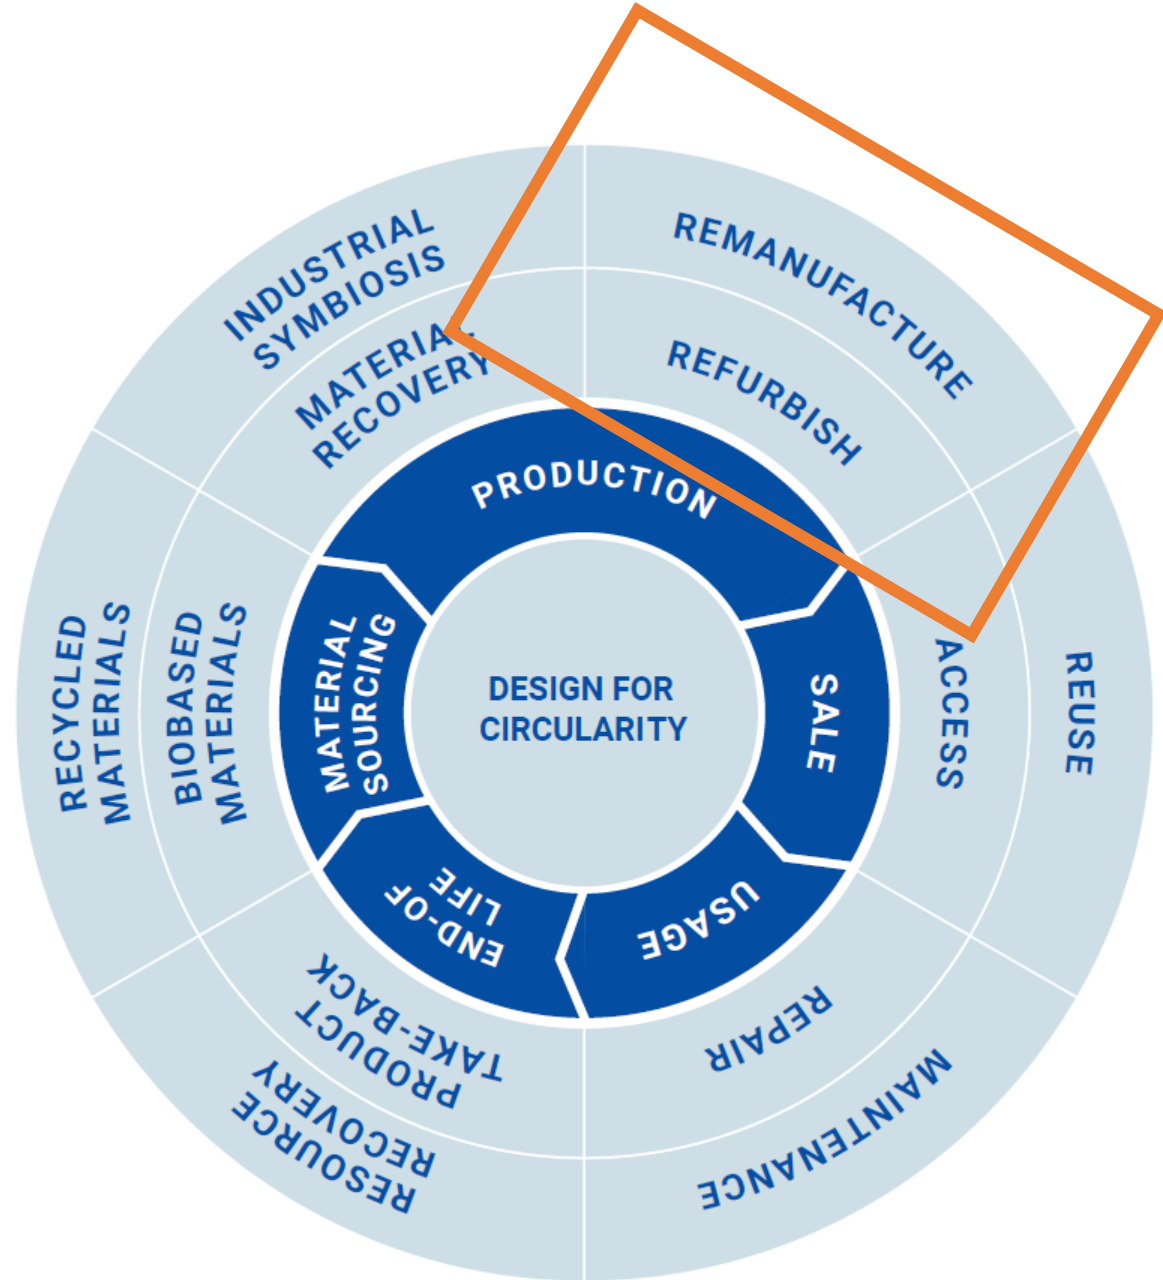 INDUSTRIAL
SYMBIOSIS
MATERIAL
RECOVERY
REMANUFACTURE
REFURBISH
PRODUCTION
RECYCLED
MATERIALS
BIOBASED
MATERIALS
MATERIAL
SOURCING
DESIGN FOR
CIRCULARITY
SALE
ACCESS
REUSE
END-OF
LIFE
USAGE
PRODUCT
TAKE-BACK
RESOURCE
RECOVERY
REPAIR
MAINTENANCE